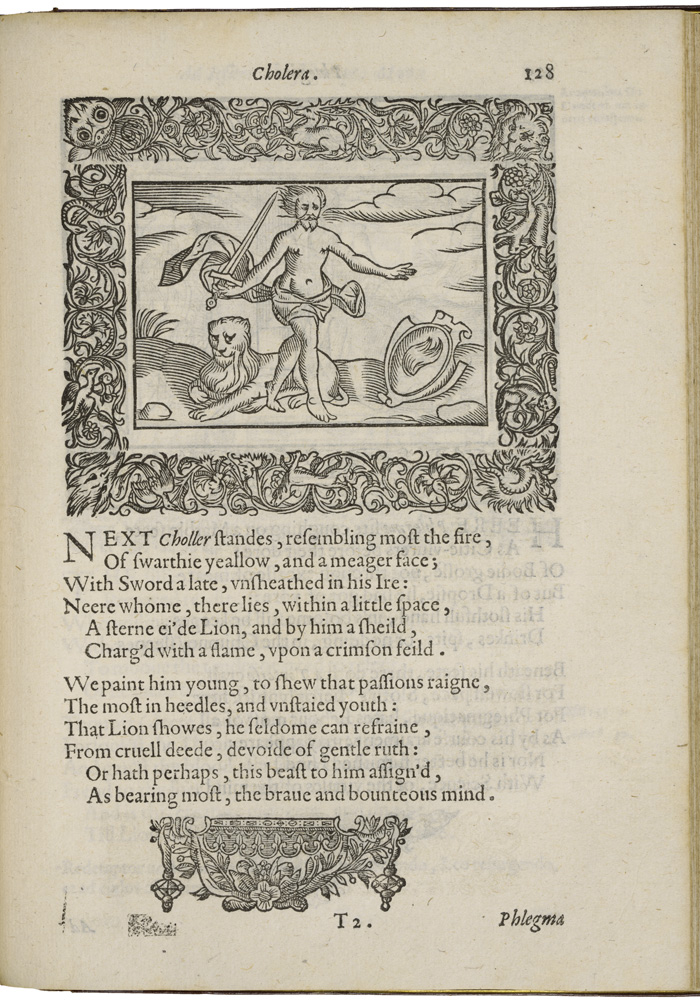 Cholera.
128
NEXT Choller ſtandes, reſembling moſt the fire,
Of ſwarthie yeallow, and a meager face;
With Sword a late, vnſheathed in his Ire:
Neere whome, there lies, within a little ſpace,
A ſterne ei'de Lion, and by him a ſheild,
Charg'd with a flame, vpon a crimſon feild.
We paint him young, to ſhew that paſſions raigne,
The moſt in heedles, and vnſtaied youth:
That Lion ſhowes, he ſeldome can refraine,
From cruell deede, devoide of gentle ruth:
Or hath perhaps, this beaſt to him aſſign'd,
As bearing moſt, the braue and bounteous mind.
T 2.
Phlegma